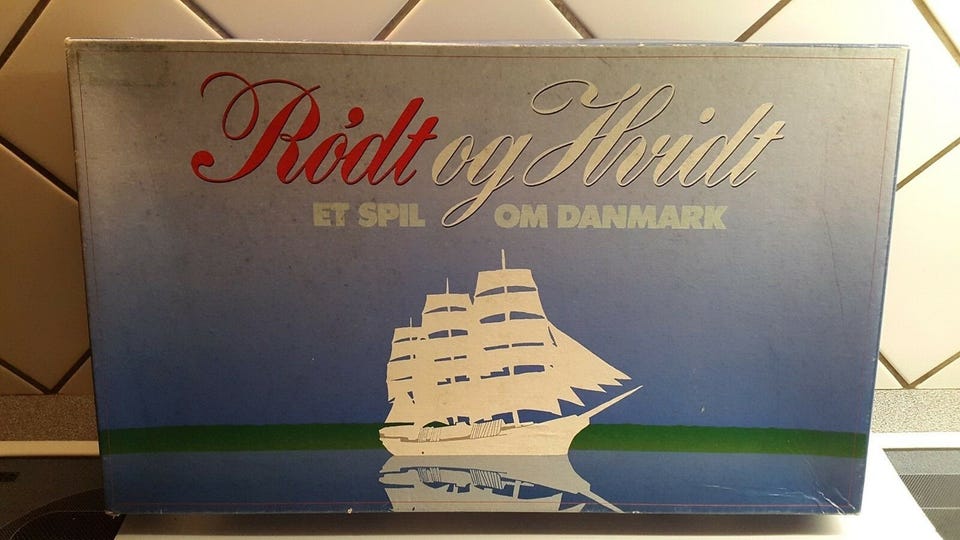 Rødt og Hvidt
ET SPIL OM DANMARK